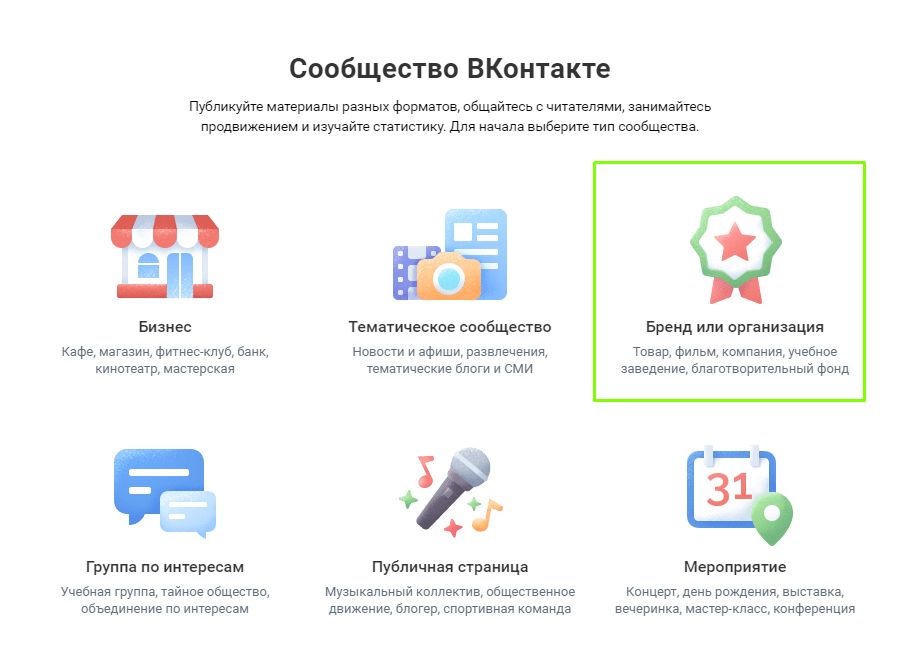 Сообщество ВКонтакте
Публикуйте материалы разных форматов, общайтесь с читателями, занимайтесь
продвижением и изучайте статистику. Для начала выберите тип сообщества.
Бизнес
Кафе, магазин, фитнес-клуб, банк,
кинотеатр, мастерская
Тематическое сообщество
Новости и афиши, развлечения,
тематические блоги и СМИ
Бренд или организация
Товар, фильм, компания, учебное
заведение, благотворительный фонд
31
Группа по интересам
Учебная группа, тайное общество,
объединение по интересам
Публичная страница
Музыкальный коллектив, общественное
движение, блогер, спортивная команда
Мероприятие
Концерт, день рождения, выставка,
вечеринка, мастер-класс, конференция